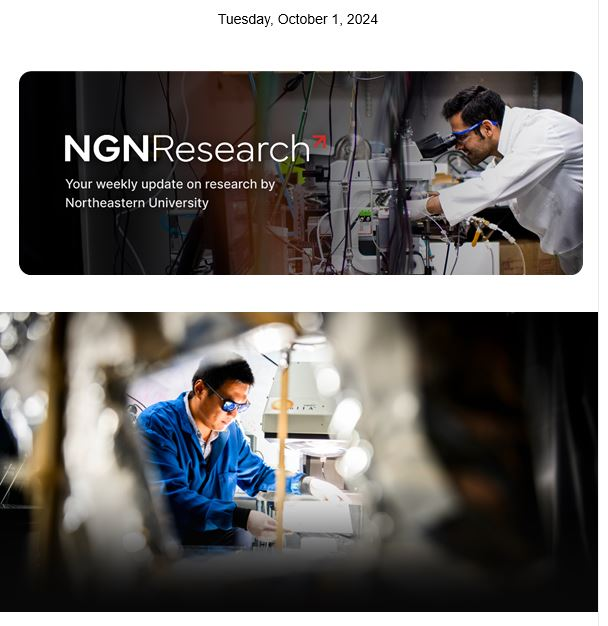 Tuesday, October 1, 2024
NGNResearch
Your weekly update on research by
Northeastern University